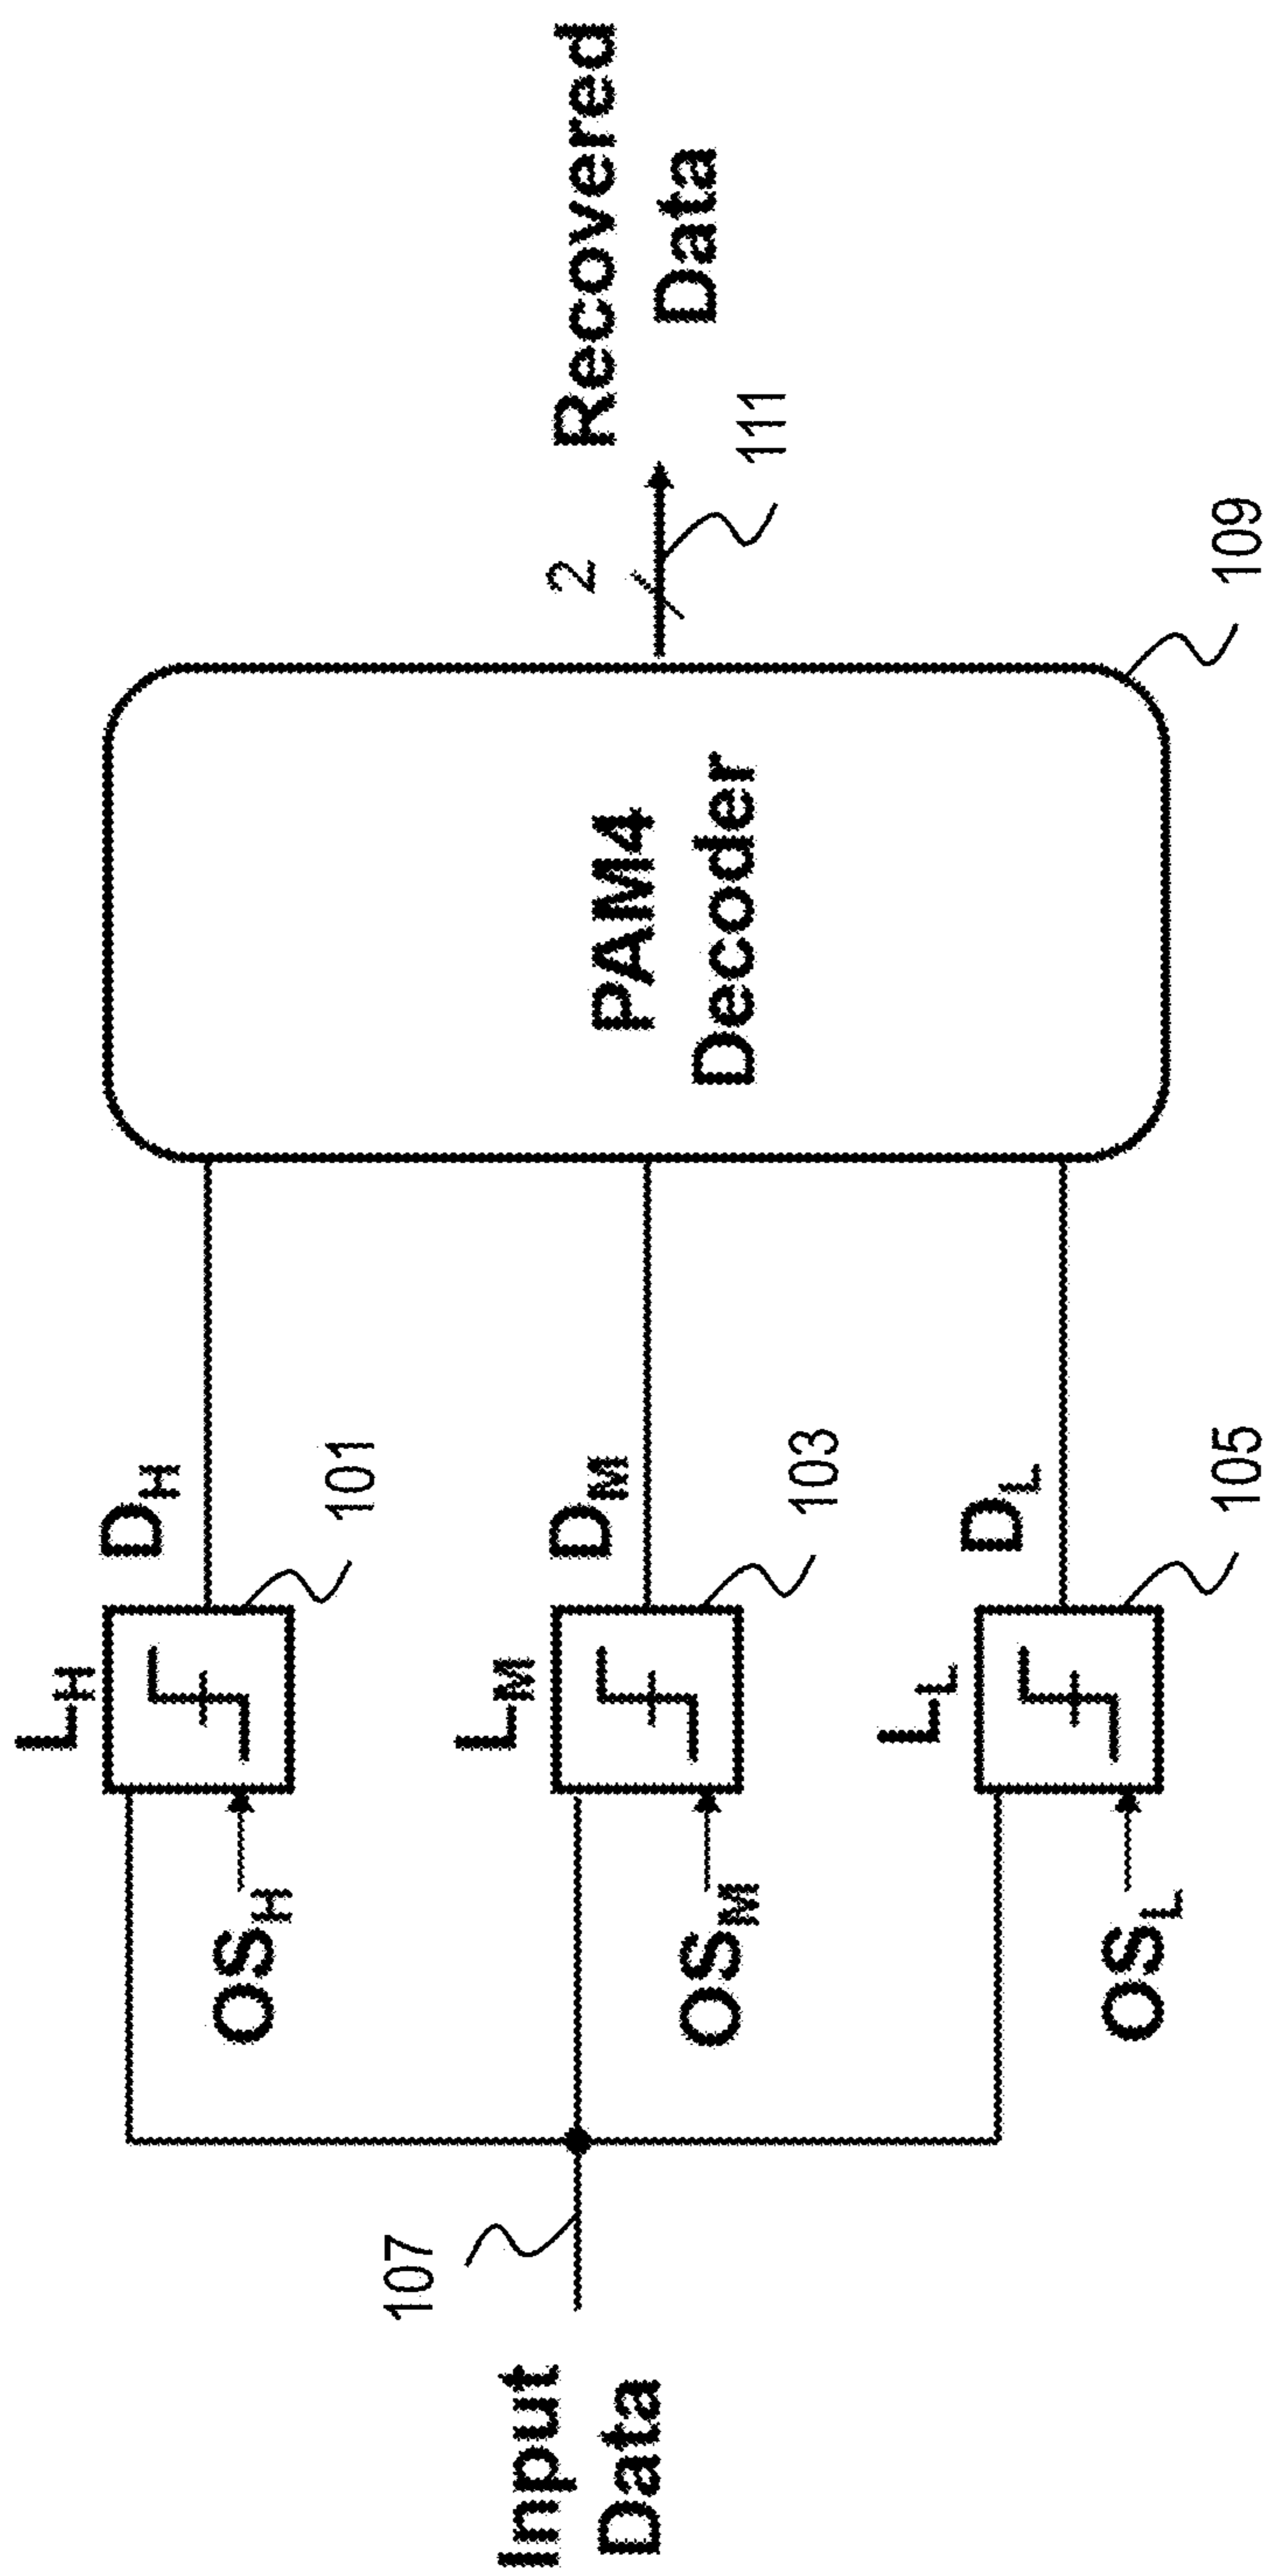 Input
Data
107
L_H
OS_H
101
D_H
L_M
OS_M
103
D_M
L_L
OS_L
105
D_L
PAM4
Decoder
109
2
111
Recovered
Data